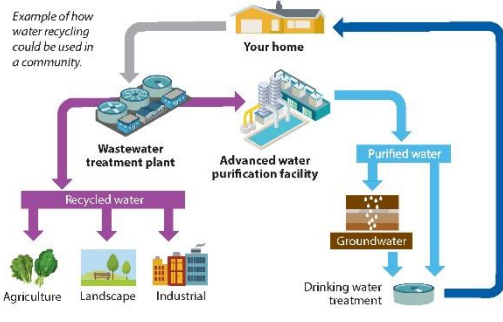 Example of how
water recycling
could be used in
a community.
Your home
Wastewater
treatment plant
Advanced water
purification facility
Purified water
Recycled water
Groundwater
Agriculture
Landscape
Industrial
Drinking water
treatment